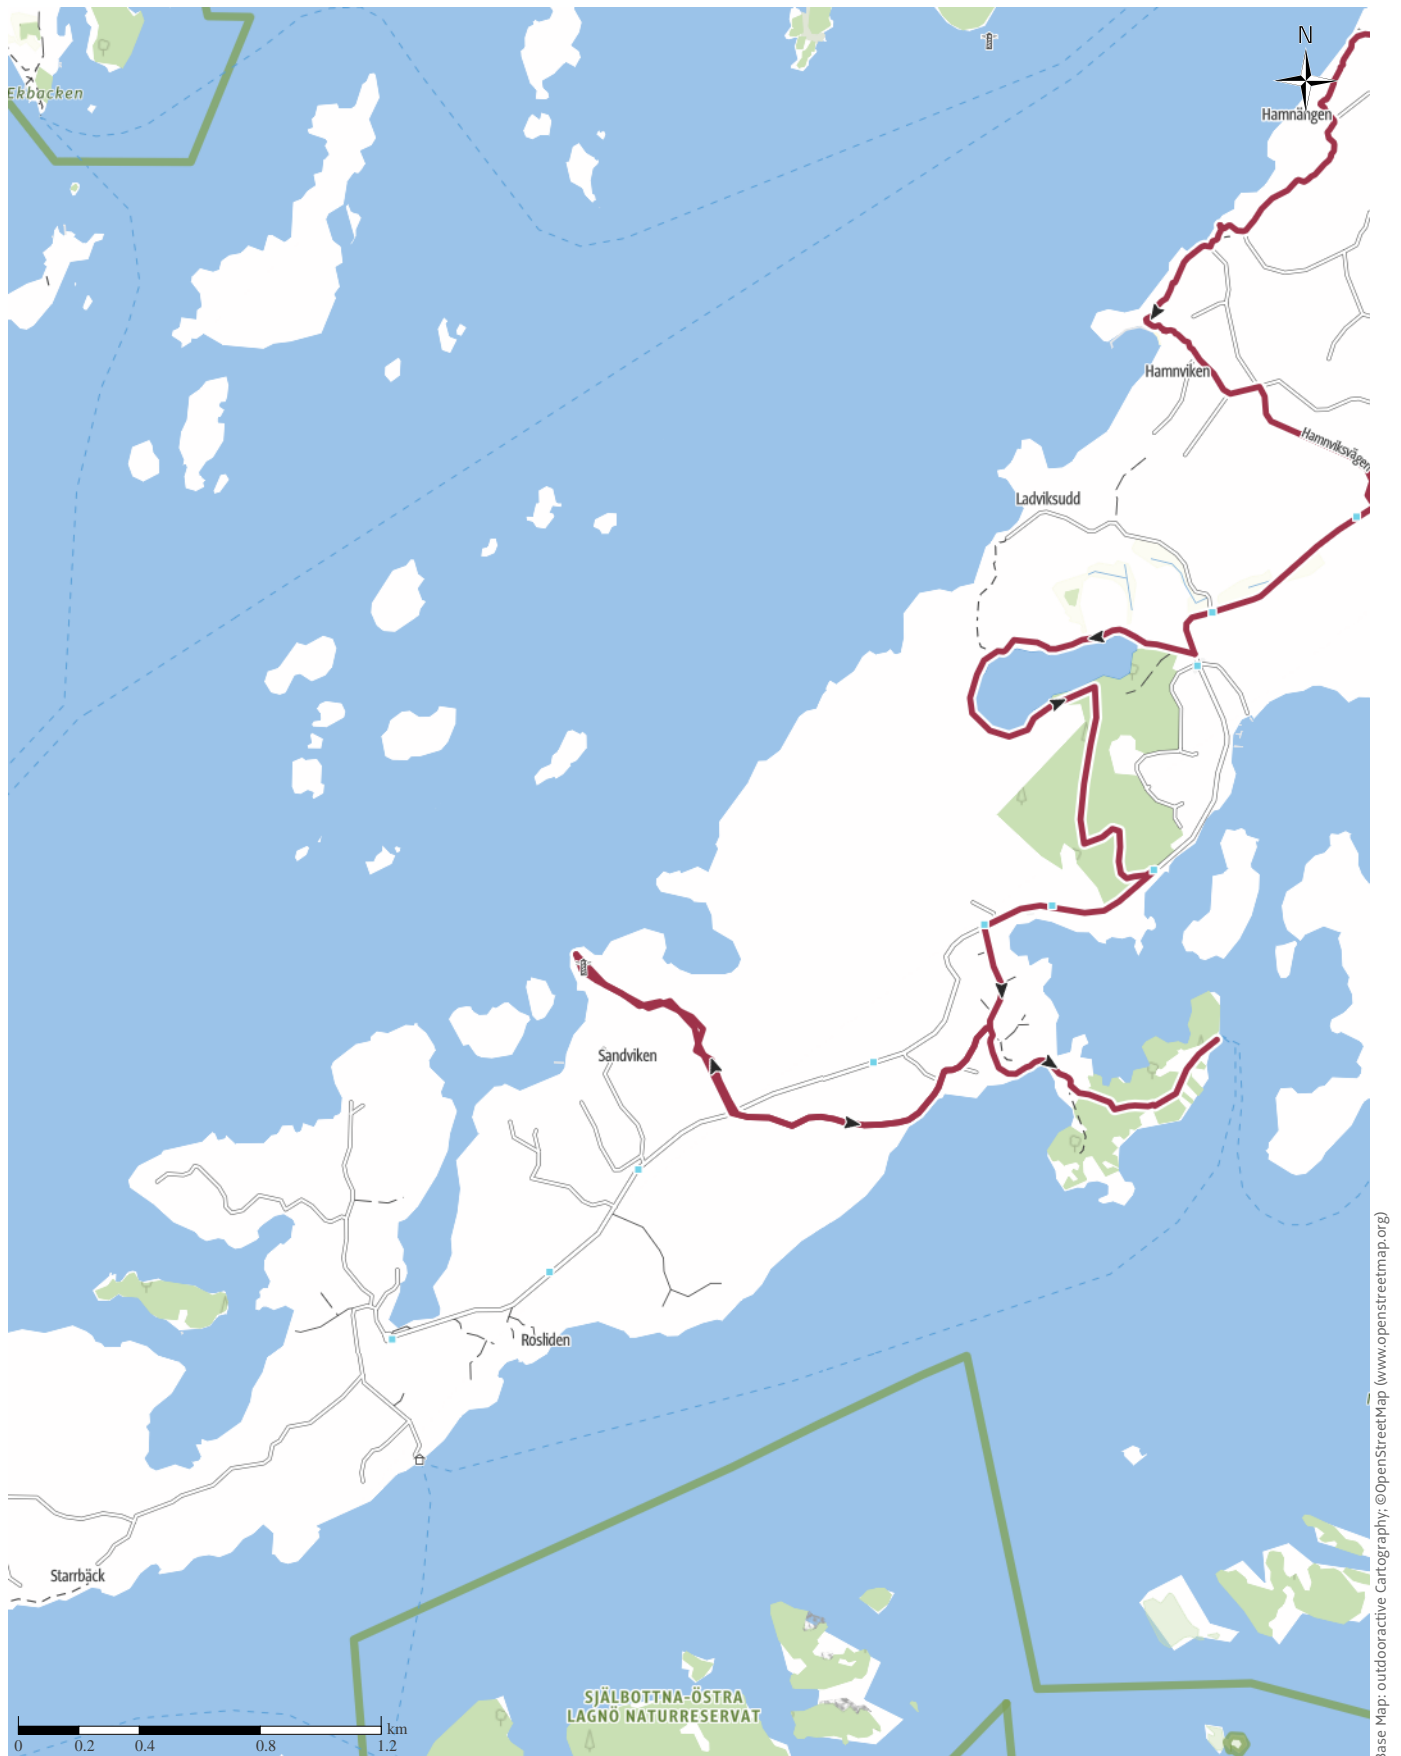 N
Ekbacken
Hamnängen
Hamnviken
Hamnviksvägen
Ladviksudd
Sandviken
Rosliden
Starrbäck
SJÄLBOTTNA-ÖSTRA
LAGNÖ NATURRESERVAT
km
0 0.2 0.4 0.8 1.2
Base Map: outdooractive Cartography; ©OpenStreetMap (www.openstreetmap.org)